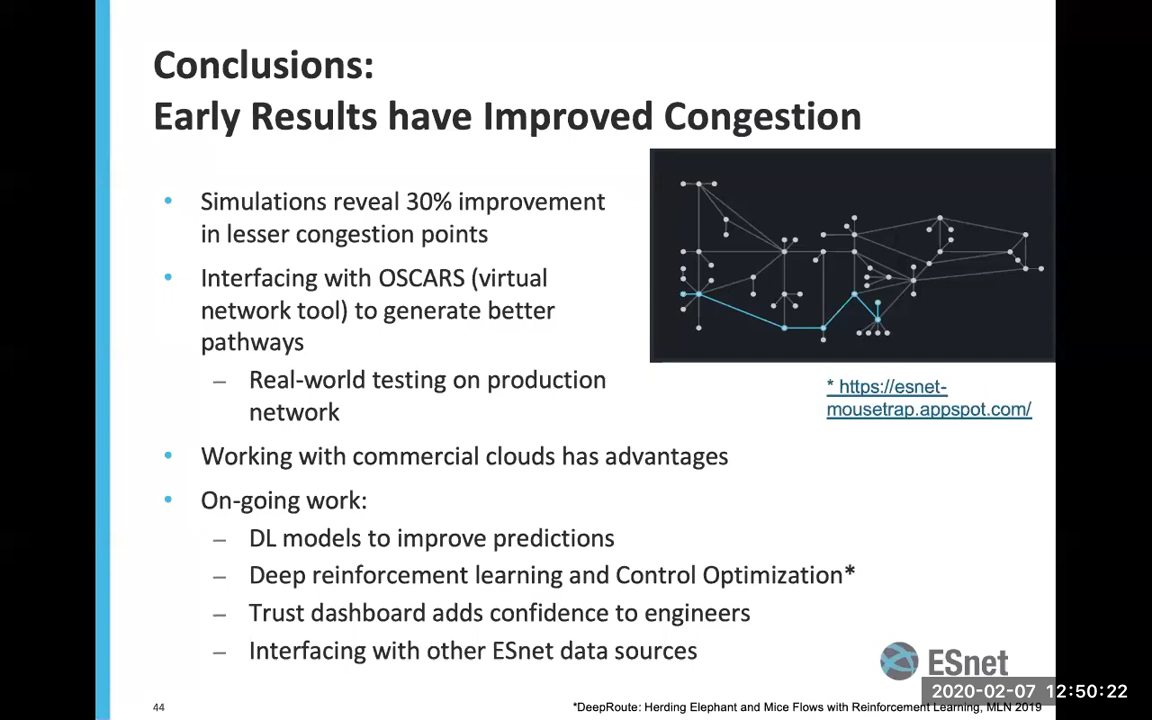 Conclusions:
Early Results have Improved Congestion
• Simulations reveal 30% improvement
in lesser congestion points
• Interfacing with OSCARS (virtual
network tool) to generate better
pathways
– Real-world testing on production
network
* https://esnet-
mousetrap.appspot.com/
• Working with commercial clouds has advantages
• On-going work:
– DL models to improve predictions
– Deep reinforcement learning and Control Optimization*
– Trust dashboard adds confidence to engineers
– Interfacing with other ESnet data sources
ESnet
2020-02-07 12:50:22
44
*DeepRoute: Herding Elephant and Mice Flows with Reinforcement Learning, MLN 2019